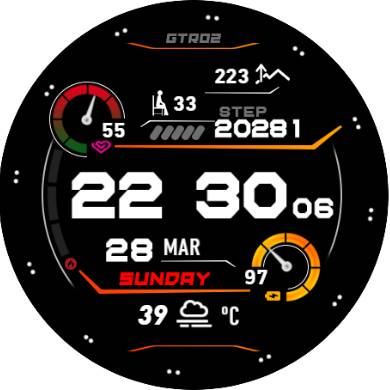 GTR02
223
33
STEP
55
20281
22 30 06
28 MAR
SUNDAY
97
39 °C